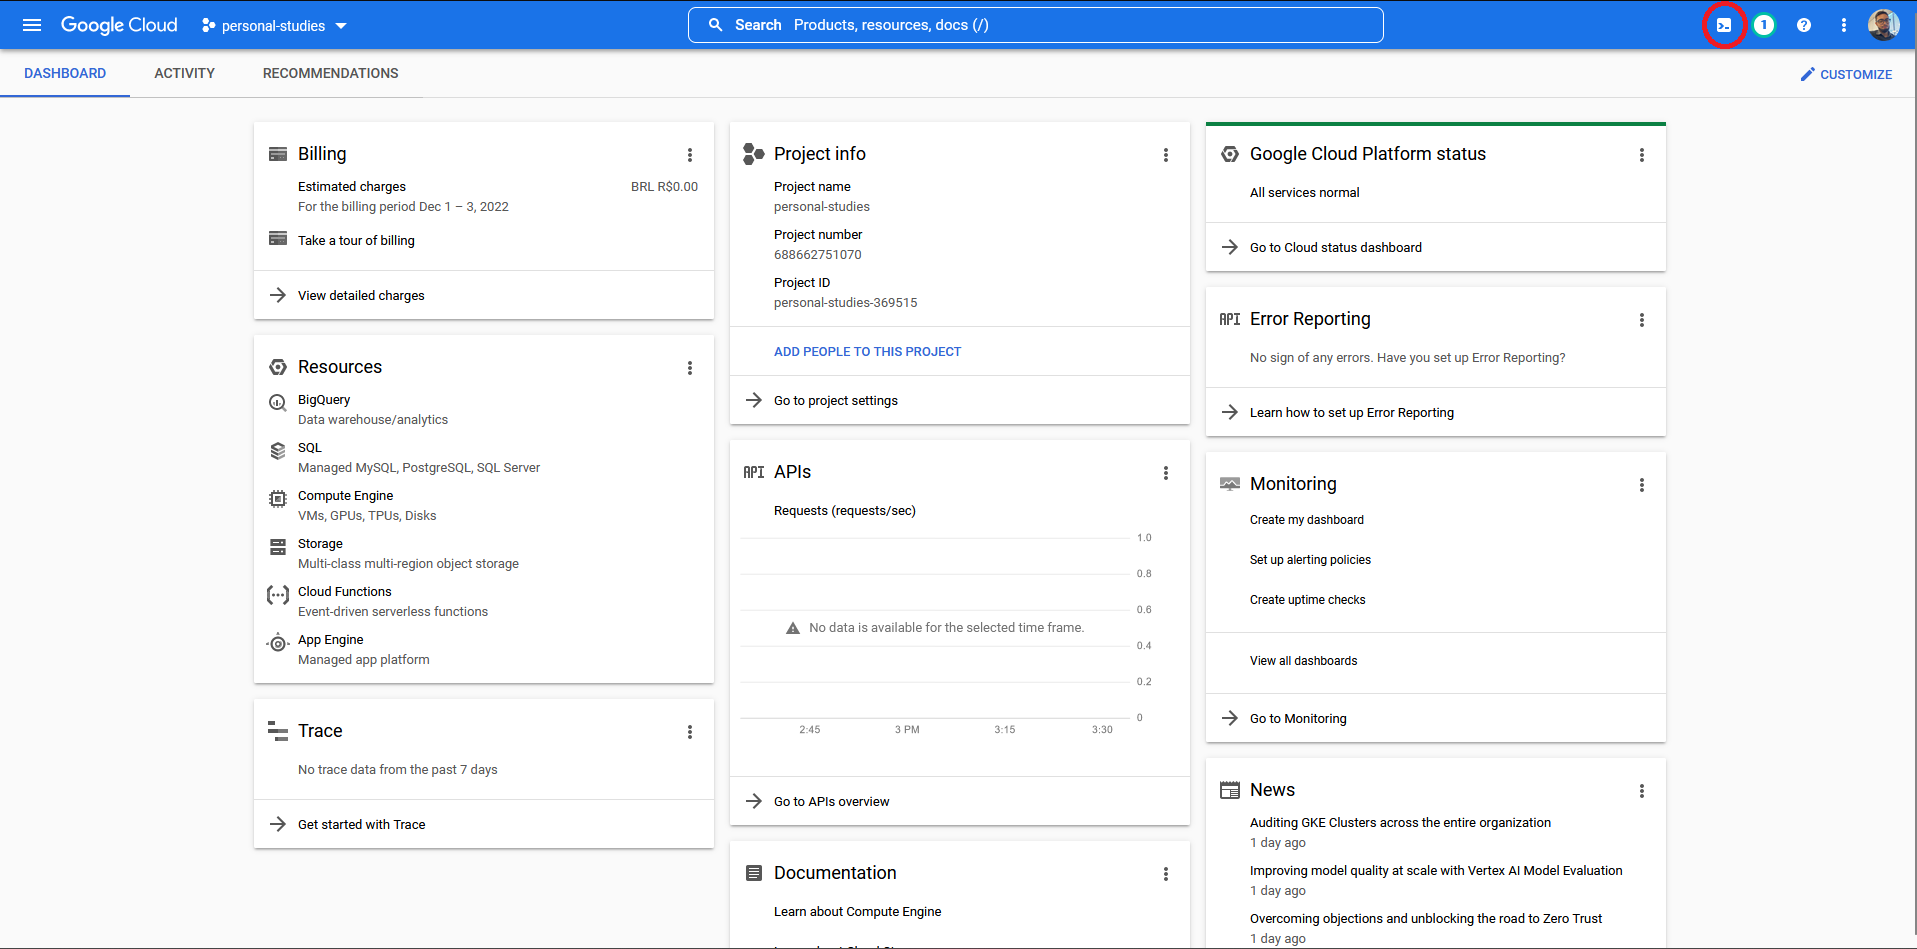 Google Cloud
personal-studies
Search Products, resources, docs (/)
1
DASHBOARD
ACTIVITY
RECOMMENDATIONS
CUSTOMIZE
Billing
Estimated charges
BRL R$0.00
For the billing period Dec 1 – 3, 2022
Take a tour of billing
View detailed charges
Resources
BigQuery
Data warehouse/analytics
SQL
Managed MySQL, PostgreSQL, SQL Server
Compute Engine
VMs, GPUs, TPUs, Disks
Storage
Multi-class multi-region object storage
Cloud Functions
Event-driven serverless functions
App Engine
Managed app platform
Trace
No trace data from the past 7 days
Get started with Trace
Project info
Project name
personal-studies
Project number
688662751070
Project ID
personal-studies-369515
ADD PEOPLE TO THIS PROJECT
Go to project settings
API APIs
Requests (requests/sec)
1.0
0.8
0.6
No data is available for the selected time frame.
0.4
0.2
0
2:45
3 PM
3:15
3:30
Go to APIs overview
Documentation
Learn about Compute Engine
Google Cloud Platform status
All services normal
Go to Cloud status dashboard
API Error Reporting
No sign of any errors. Have you set up Error Reporting?
Learn how to set up Error Reporting
Monitoring
Create my dashboard
Set up alerting policies
Create uptime checks
View all dashboards
Go to Monitoring
News
Auditing GKE Clusters across the entire organization
1 day ago
Improving model quality at scale with Vertex AI Model Evaluation
1 day ago
Overcoming objections and unblocking the road to Zero Trust
1 day ago